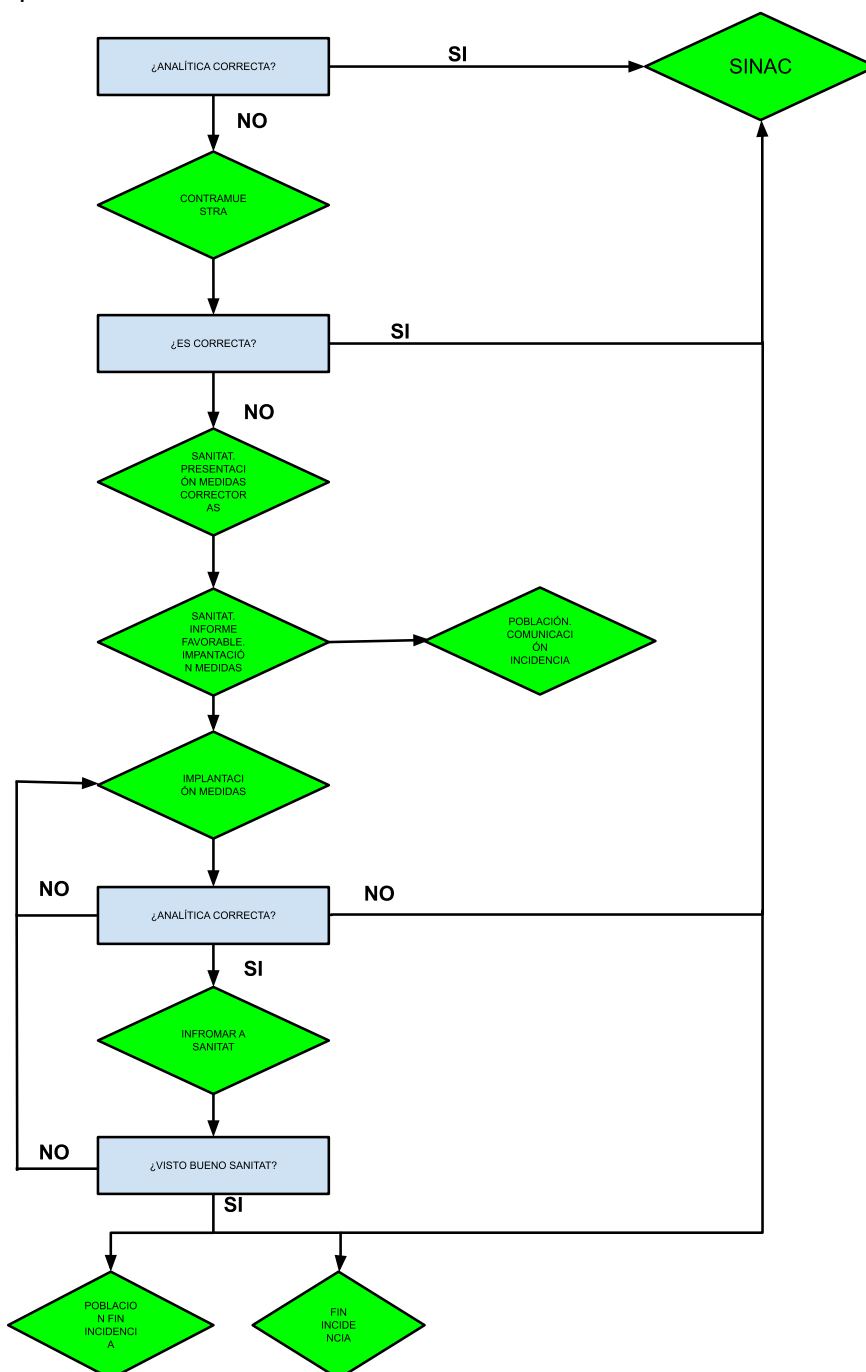 ¿ANALÍTICA CORRECTA?
SI
SINAC
NO
CONTRAMUE
STRA
¿ES CORRECTA?
SI
NO
SANITAT.
PRESENTACI
ÓN MEDIDAS
CORRECTOR
AS
SANITAT.
INFORME
FAVORABLE.
IMPANTACIÓ
N MEDIDAS
POBLACIÓN.
COMUNICACI
ÓN
INCIDENCIA
IMPLANTACI
ÓN MEDIDAS
NO
¿ANALÍTICA CORRECTA?
NO
SI
INFROMAR A
SANITAT
NO
¿VISTO BUENO SANITAT?
SI
POBLACIO
N FIN
INCIDENCI
A
FIN
INCIDE
NCIA